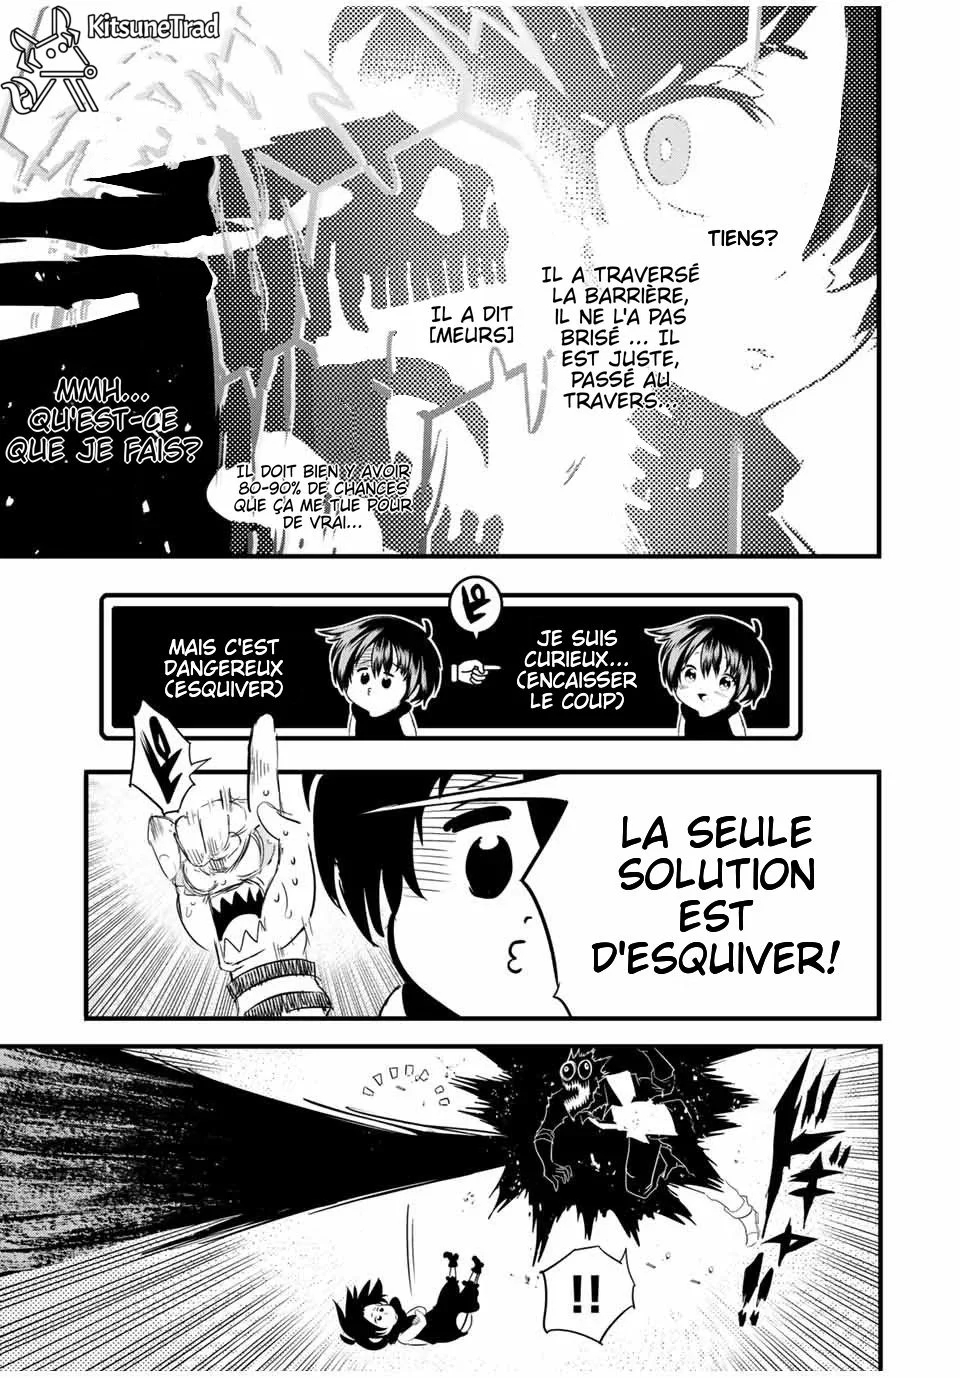 KitsuneTrad
TIENS?
IL A TRAVERSÉ
LA BARRIÈRE,
IL NE L'A PAS
BRISÉ ... IL
EST JUSTE,
PASSÉ AU
TRAVERS...
IL A DIT
[MEURS]
MMH...
QU'EST-CE
QUE JE FAIS?
IL DOIT BIEN Y AVOIR
80-90% DE CHANCES
QUE ÇA ME TUE POUR
DE VRAI...
JE SUIS
CURIEUX...
(ENCAISSER
LE COUP)
MAIS C'EST
DANGEREUX
(ESQUIVER)
LA SEULE
SOLUTION
EST
D'ESQUIVER!
!!